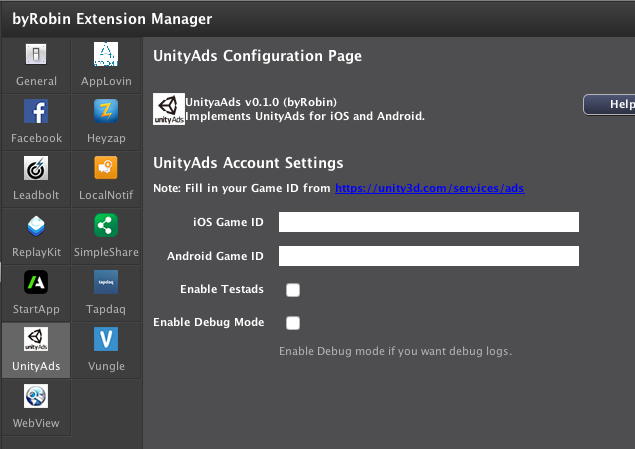 byRobin Extension Manager
General
AppLovin
Facebook
Heyzap
Leadbolt
LocalNotif
ReplayKit
SimpleShare
StartApp
Tapdaq
UnityAds
Vungle
WebView
UnityAds Configuration Page
UnityaAds v0.1.0 (byRobin)
Implements UnityAds for iOS and Android.
Help
UnityAds Account Settings
Note: Fill in your Game ID from https://unity3d.com/services/ads
iOS Game ID
Android Game ID
Enable Testads
Enable Debug Mode
Enable Debug mode if you want debug logs.